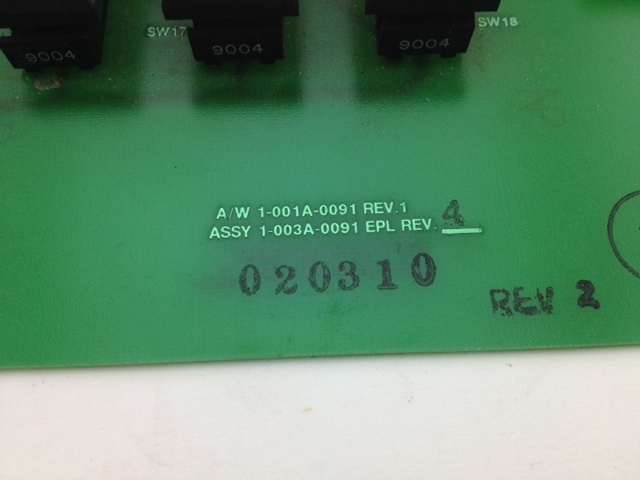 SW17
SW18
9004
9004
9004
A/W 1-001A-0091 REV.1
ASSY 1-003A-0091 EPL REV. 4
020310
REV 2